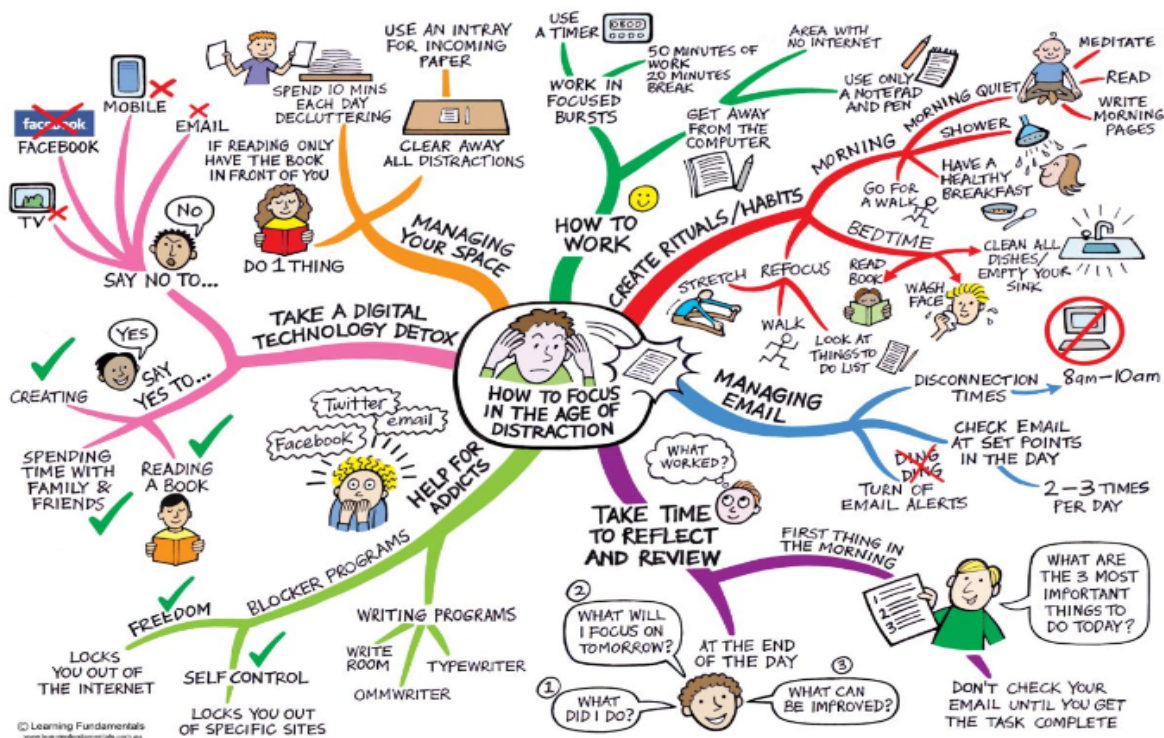 HOW TO FOCUS
IN THE AGE OF
DISTRACTION
HOW TO
WORK
WORK IN
FOCUSED
BURSTS
USE
A TIMER
50 MINUTES OF
WORK
20 MINUTES
BREAK
GET AWAY
FROM THE
COMPUTER
AREA WITH
NO INTERNET
USE ONLY
A NOTEPAD
AND PEN
CREATE RITUALS/HABITS
MORNING
MORNING QUIET
MEDITATE
READ
WRITE
MORNING
PAGES
SHOWER
HAVE A
HEALTHY
BREAKFAST
GO FOR
A WALK
BEDTIME
CLEAN ALL
DISHES/
EMPTY YOUR
SINK
WASH
FACE
READ
BOOK
REFOCUS
STRETCH
WALK
LOOK AT
THINGS TO
DO LIST
MANAGING
EMAIL
DISCONNECTION
TIMES
8am-10am
CHECK EMAIL
AT SET POINTS
IN THE DAY
2-3 TIMES
PER DAY
DING
DING
TURN OF
EMAIL ALERTS
WHAT
WORKED?
TAKE TIME
TO REFLECT
AND REVIEW
FIRST THING IN
THE MORNING
1
2
3
WHAT ARE
THE 3 MOST
IMPORTANT
THINGS TO
DO TODAY?
DON'T CHECK YOUR
EMAIL UNTIL YOU GET
THE TASK COMPLETE
AT THE END
OF THE DAY
1
WHAT
DID I DO?
2
WHAT WILL
I FOCUS ON
TOMORROW?
3
WHAT CAN
BE IMPROVED?
HELP FOR
ADDICTS
Twitter
email
Facebook
WRITING PROGRAMS
WRITE
ROOM
OMMWRITER
TYPEWRITER
BLOCKER PROGRAMS
FREEDOM
LOCKS
YOU OUT OF
THE INTERNET
SELF CONTROL
LOCKS YOU OUT
OF SPECIFIC SITES
TAKE A DIGITAL
TECHNOLOGY DETOX
SAY NO TO...
NO
TV
facebook
FACEBOOK
MOBILE
EMAIL
YES
SAY
YES TO...
CREATING
SPENDING
TIME WITH
FAMILY &
FRIENDS
READING
A BOOK
MANAGING
YOUR SPACE
SPEND 10 MINS
EACH DAY
DECLUTTERING
USE AN INTRAY
FOR INCOMING
PAPER
CLEAR AWAY
ALL DISTRACTIONS
IF READING ONLY
HAVE THE BOOK
IN FRONT OF YOU
DO 1 THING
© Learning Fundamentals
www.learningfundamentals.com.au